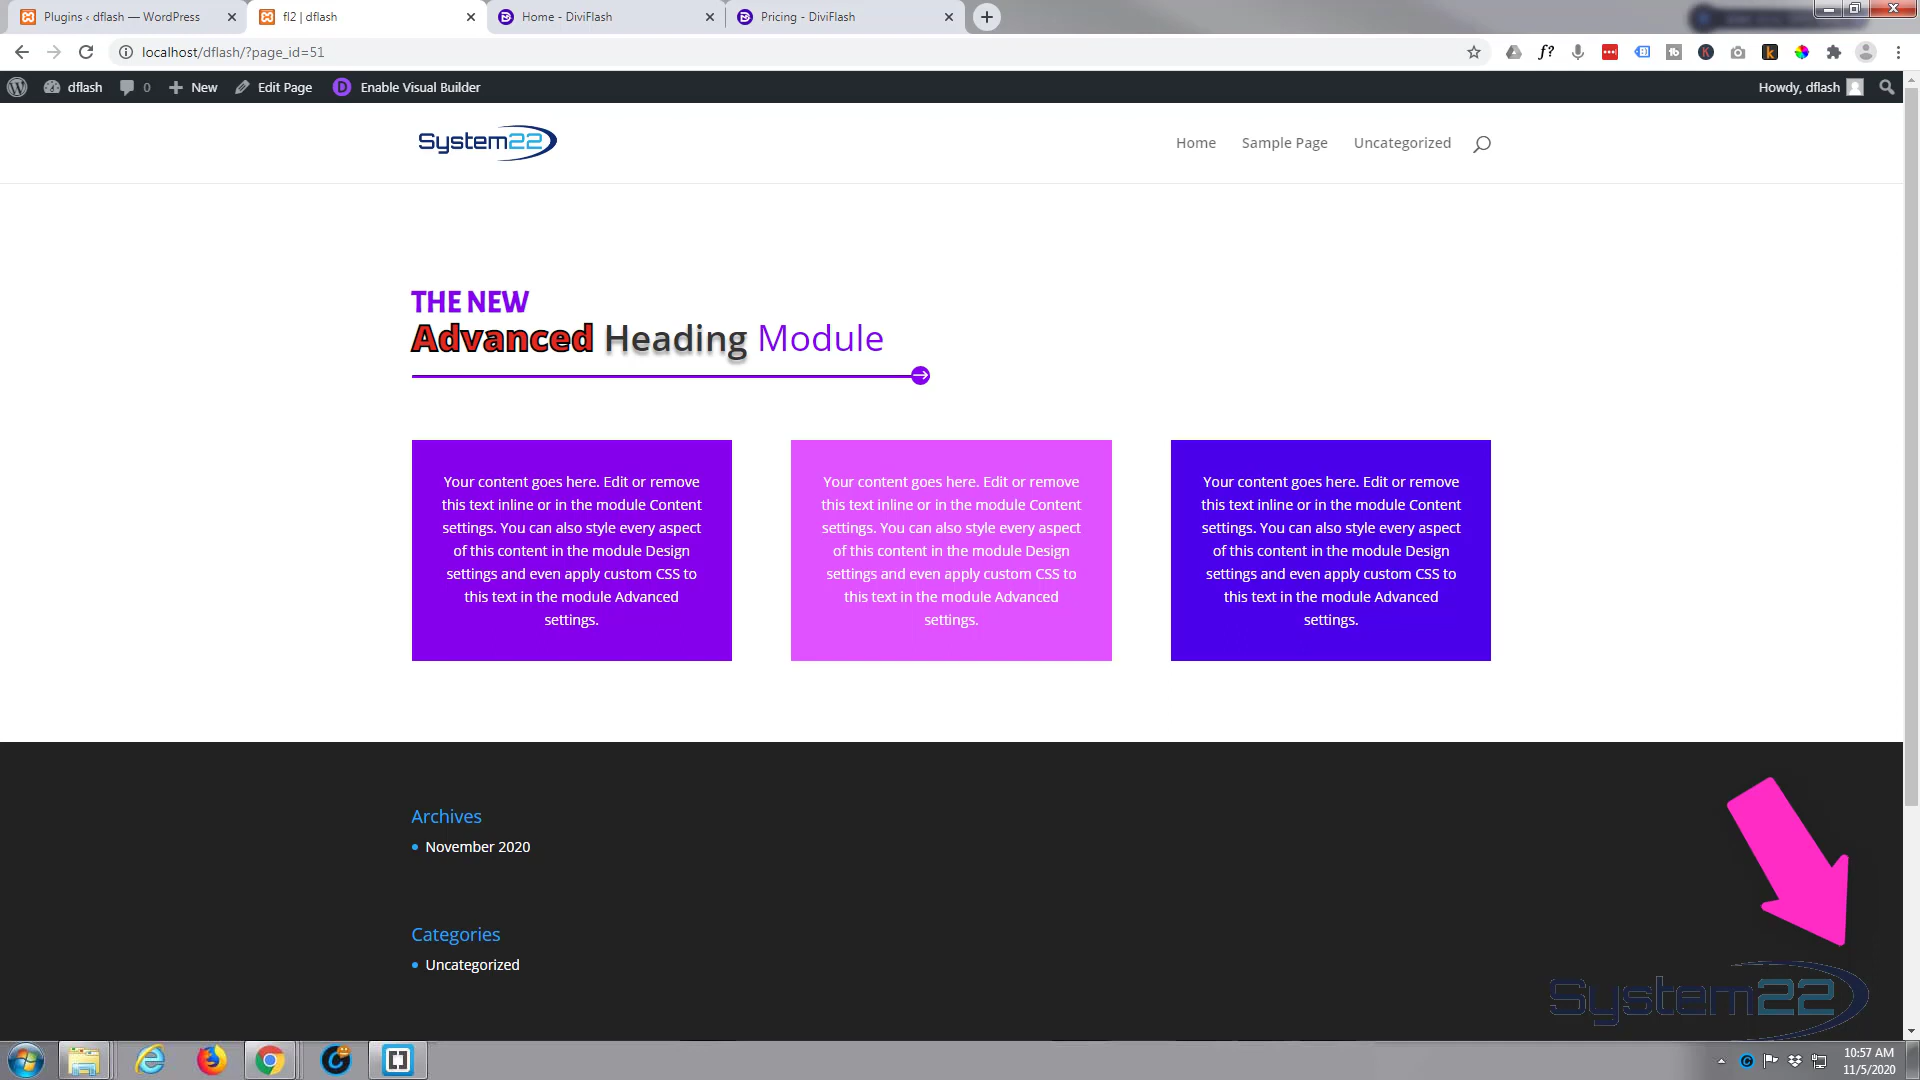 Plugins ‹ dflash — WordPress
fl2 | dflash
Home - DiviFlash
Pricing - DiviFlash
localhost/dflash/?page_id=51
dflash
0
New
Edit Page
Enable Visual Builder
Howdy, dflash
System22
Home
Sample Page
Uncategorized
THE NEW
Advanced Heading Module
Your content goes here. Edit or remove
this text inline or in the module Content
settings. You can also style every aspect
of this content in the module Design
settings and even apply custom CSS to
this text in the module Advanced
settings.
Your content goes here. Edit or remove
this text inline or in the module Content
settings. You can also style every aspect
of this content in the module Design
settings and even apply custom CSS to
this text in the module Advanced
settings.
Your content goes here. Edit or remove
this text inline or in the module Content
settings. You can also style every aspect
of this content in the module Design
settings and even apply custom CSS to
this text in the module Advanced
settings.
Archives
November 2020
Categories
Uncategorized
System22
10:57 AM
11/5/2020